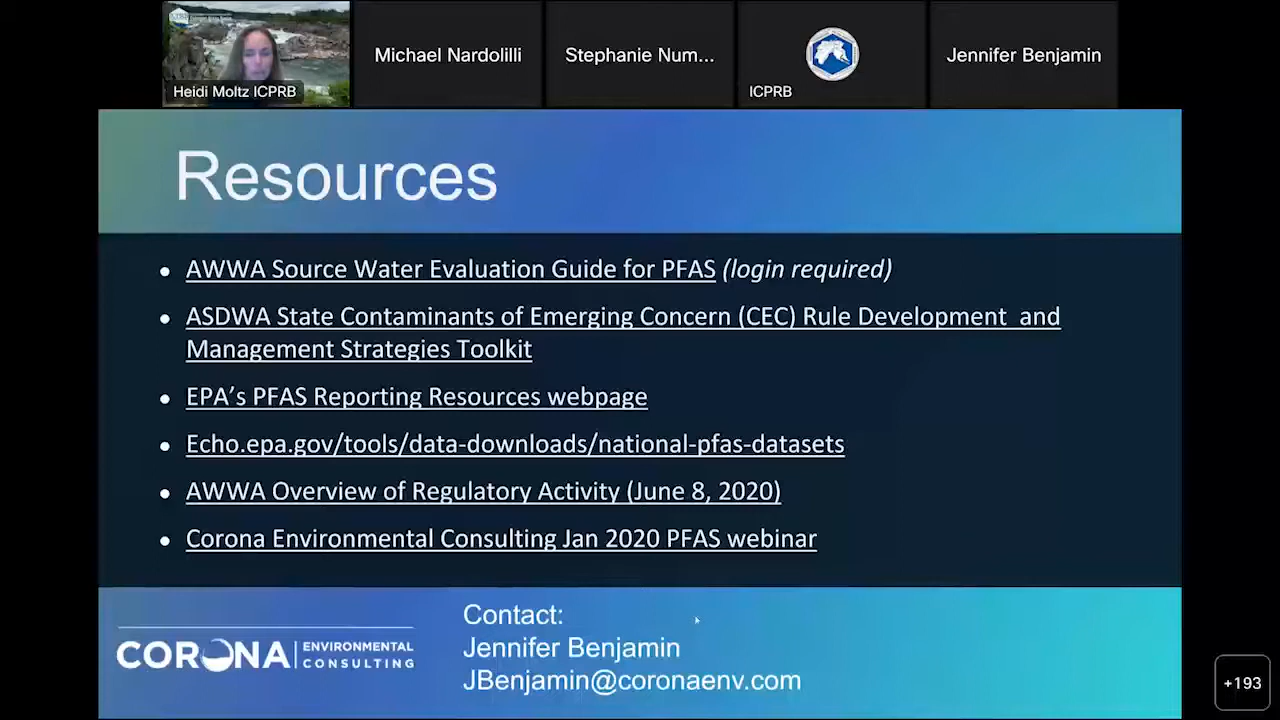 Heidi Moltz ICPRB
Michael Nardolilli
Stephanie Num...
ICPRB
Jennifer Benjamin
Resources
AWWA Source Water Evaluation Guide for PFAS (login required)
ASDWA State Contaminants of Emerging Concern (CEC) Rule Development and
Management Strategies Toolkit
EPA’s PFAS Reporting Resources webpage
Echo.epa.gov/tools/data-downloads/national-pfas-datasets
AWWA Overview of Regulatory Activity (June 8, 2020)
Corona Environmental Consulting Jan 2020 PFAS webinar
CORONA ENVIRONMENTAL
CONSULTING
Contact:
Jennifer Benjamin
JBenjamin@coronaenv.com
+193